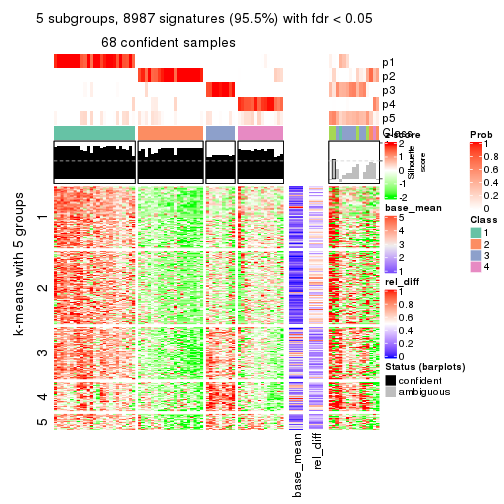 5 subgroups, 8987 signatures (95.5%) with fdr < 0.05
68 confident samples
p1
p2
p3
p4
p5
Class
k-means with 5 groups
1
2
3
4
5
base_mean
rel_diff
z-score
2
1
0
-1
-2
Silhouette
score
base_mean
5
4
3
2
1
rel_diff
1
0.8
0.6
0.4
0.2
0
Status (barplots)
confident
ambiguous
Prob
1
0.8
0.6
0.4
0.2
0
Class
1
2
3
4